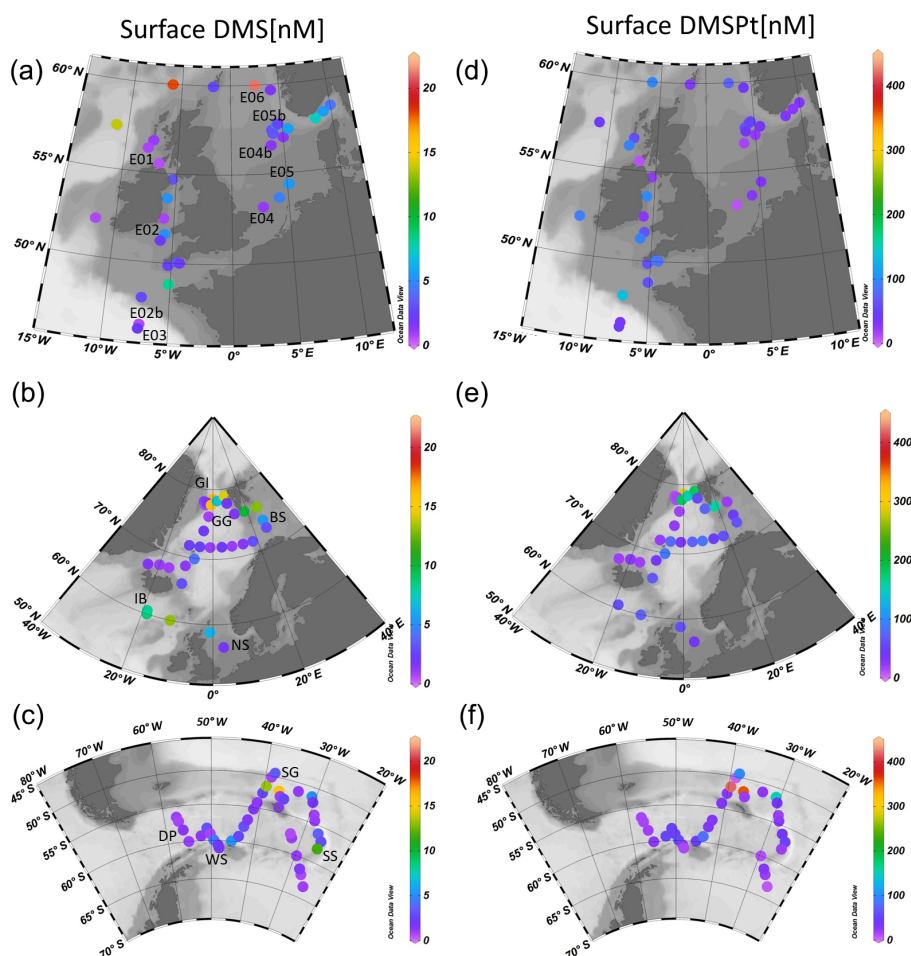 Surface DMS[nM]
Surface DMSPt[nM]
(a)
60° N
55° N
50° N
15° W
10° W
5° W
0°
5° E
10° E
E06
E05b
E01
E04b
E05
E04
E02
E02b
E03
Ocean Data View
20
15
10
5
0
(d)
60° N
55° N
50° N
15° W
10° W
5° W
0°
5° E
10° E
Ocean Data View
400
300
200
100
0
(b)
80° N
70° N
60° N
50° N
40° W
20° W
0°
20° E
40° E
GI
GG
BS
IB
NS
Ocean Data View
20
15
10
5
0
(e)
80° N
70° N
60° N
50° N
40° W
20° W
0°
20° E
40° E
Ocean Data View
400
300
200
100
0
(c)
80° W
70° W
60° W
50° W
40° W
30° W
20° W
45° S
50° S
55° S
60° S
65° S
70° S
SG
DP
WS
SS
Ocean Data View
20
15
10
5
0
(f)
80° W
70° W
60° W
50° W
40° W
30° W
20° W
45° S
50° S
55° S
60° S
65° S
70° S
Ocean Data View
400
300
200
100
0